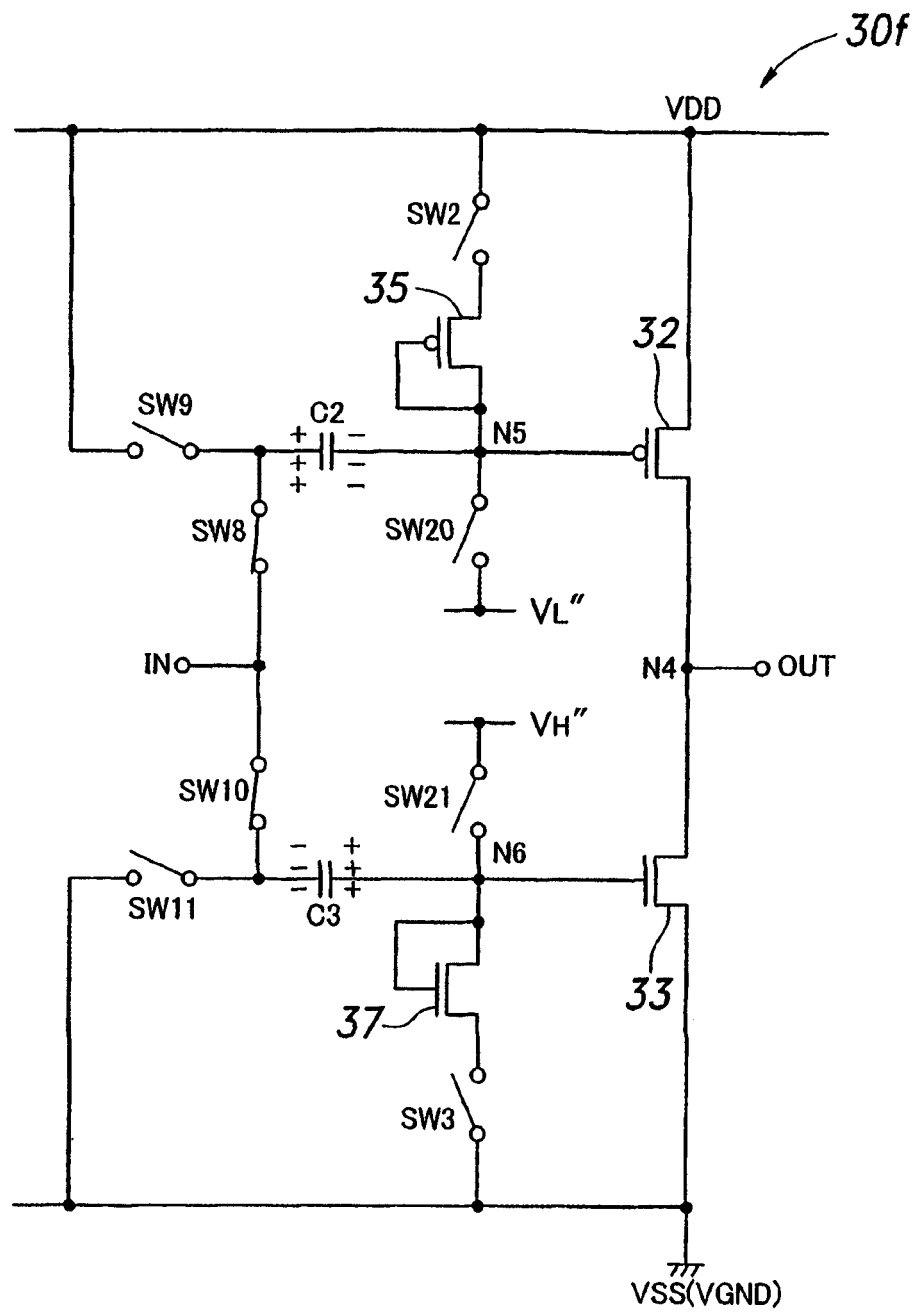 30f
VDD
SW2
35
32
SW9
C2
N5
+ −
+ −
+ −
SW8
SW20
VL″
IN
N4
OUT
VH″
SW10
SW21
N6
− +
− +
− +
SW11
C3
33
37
SW3
VSS(VGND)